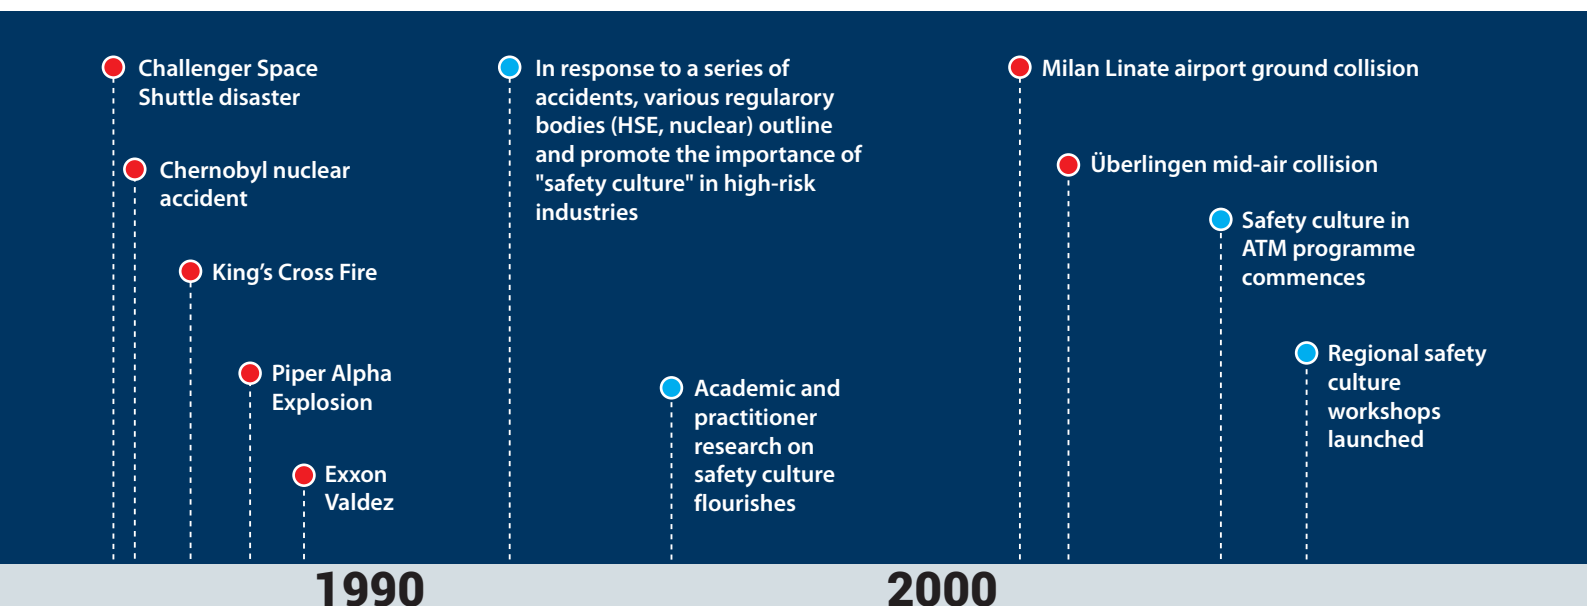 Challenger Space
Shuttle disaster
Chernobyl nuclear
accident
King’s Cross Fire
Piper Alpha
Explosion
Exxon
Valdez
In response to a series of
accidents, various regularory
bodies (HSE, nuclear) outline
and promote the importance of
"safety culture" in high-risk
industries
Academic and
practitioner
research on
safety culture
flourishes
Milan Linate airport ground collision
Überlingen mid-air collision
Safety culture in
ATM programme
commences
Regional safety
culture
workshops
launched
1990
2000